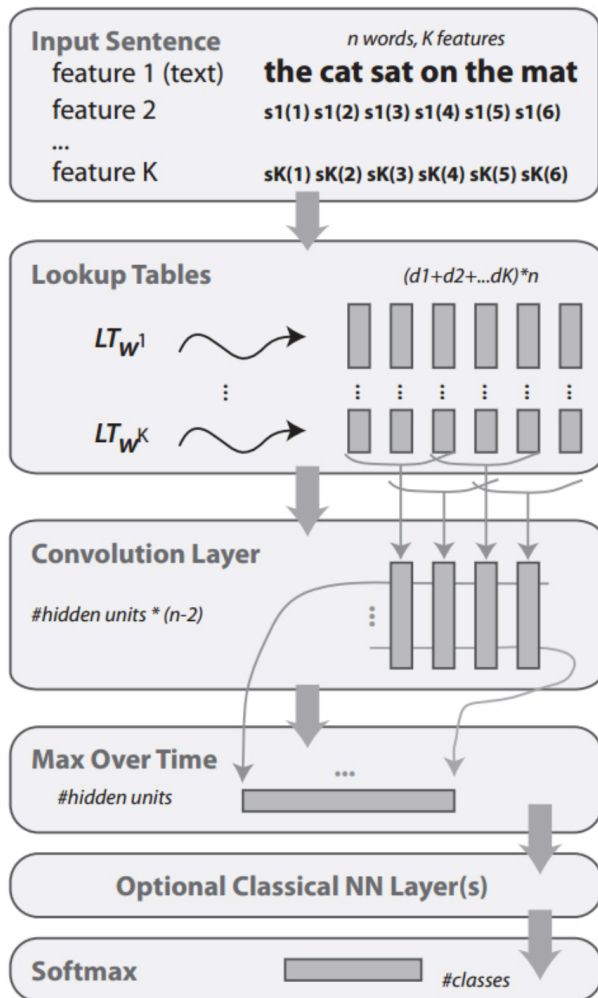 Input Sentence
n words, K features
feature 1 (text) the cat sat on the mat
feature 2 s1(1) s1(2) s1(3) s1(4) s1(5) s1(6)
...
feature K sK(1) sK(2) sK(3) sK(4) sK(5) sK(6)
Lookup Tables
(d1+d2+...dK)*n
LTW1
LTWK
Convolution Layer
#hidden units * (n-2)
Max Over Time
#hidden units
...
Optional Classical NN Layer(s)
Softmax
#classes